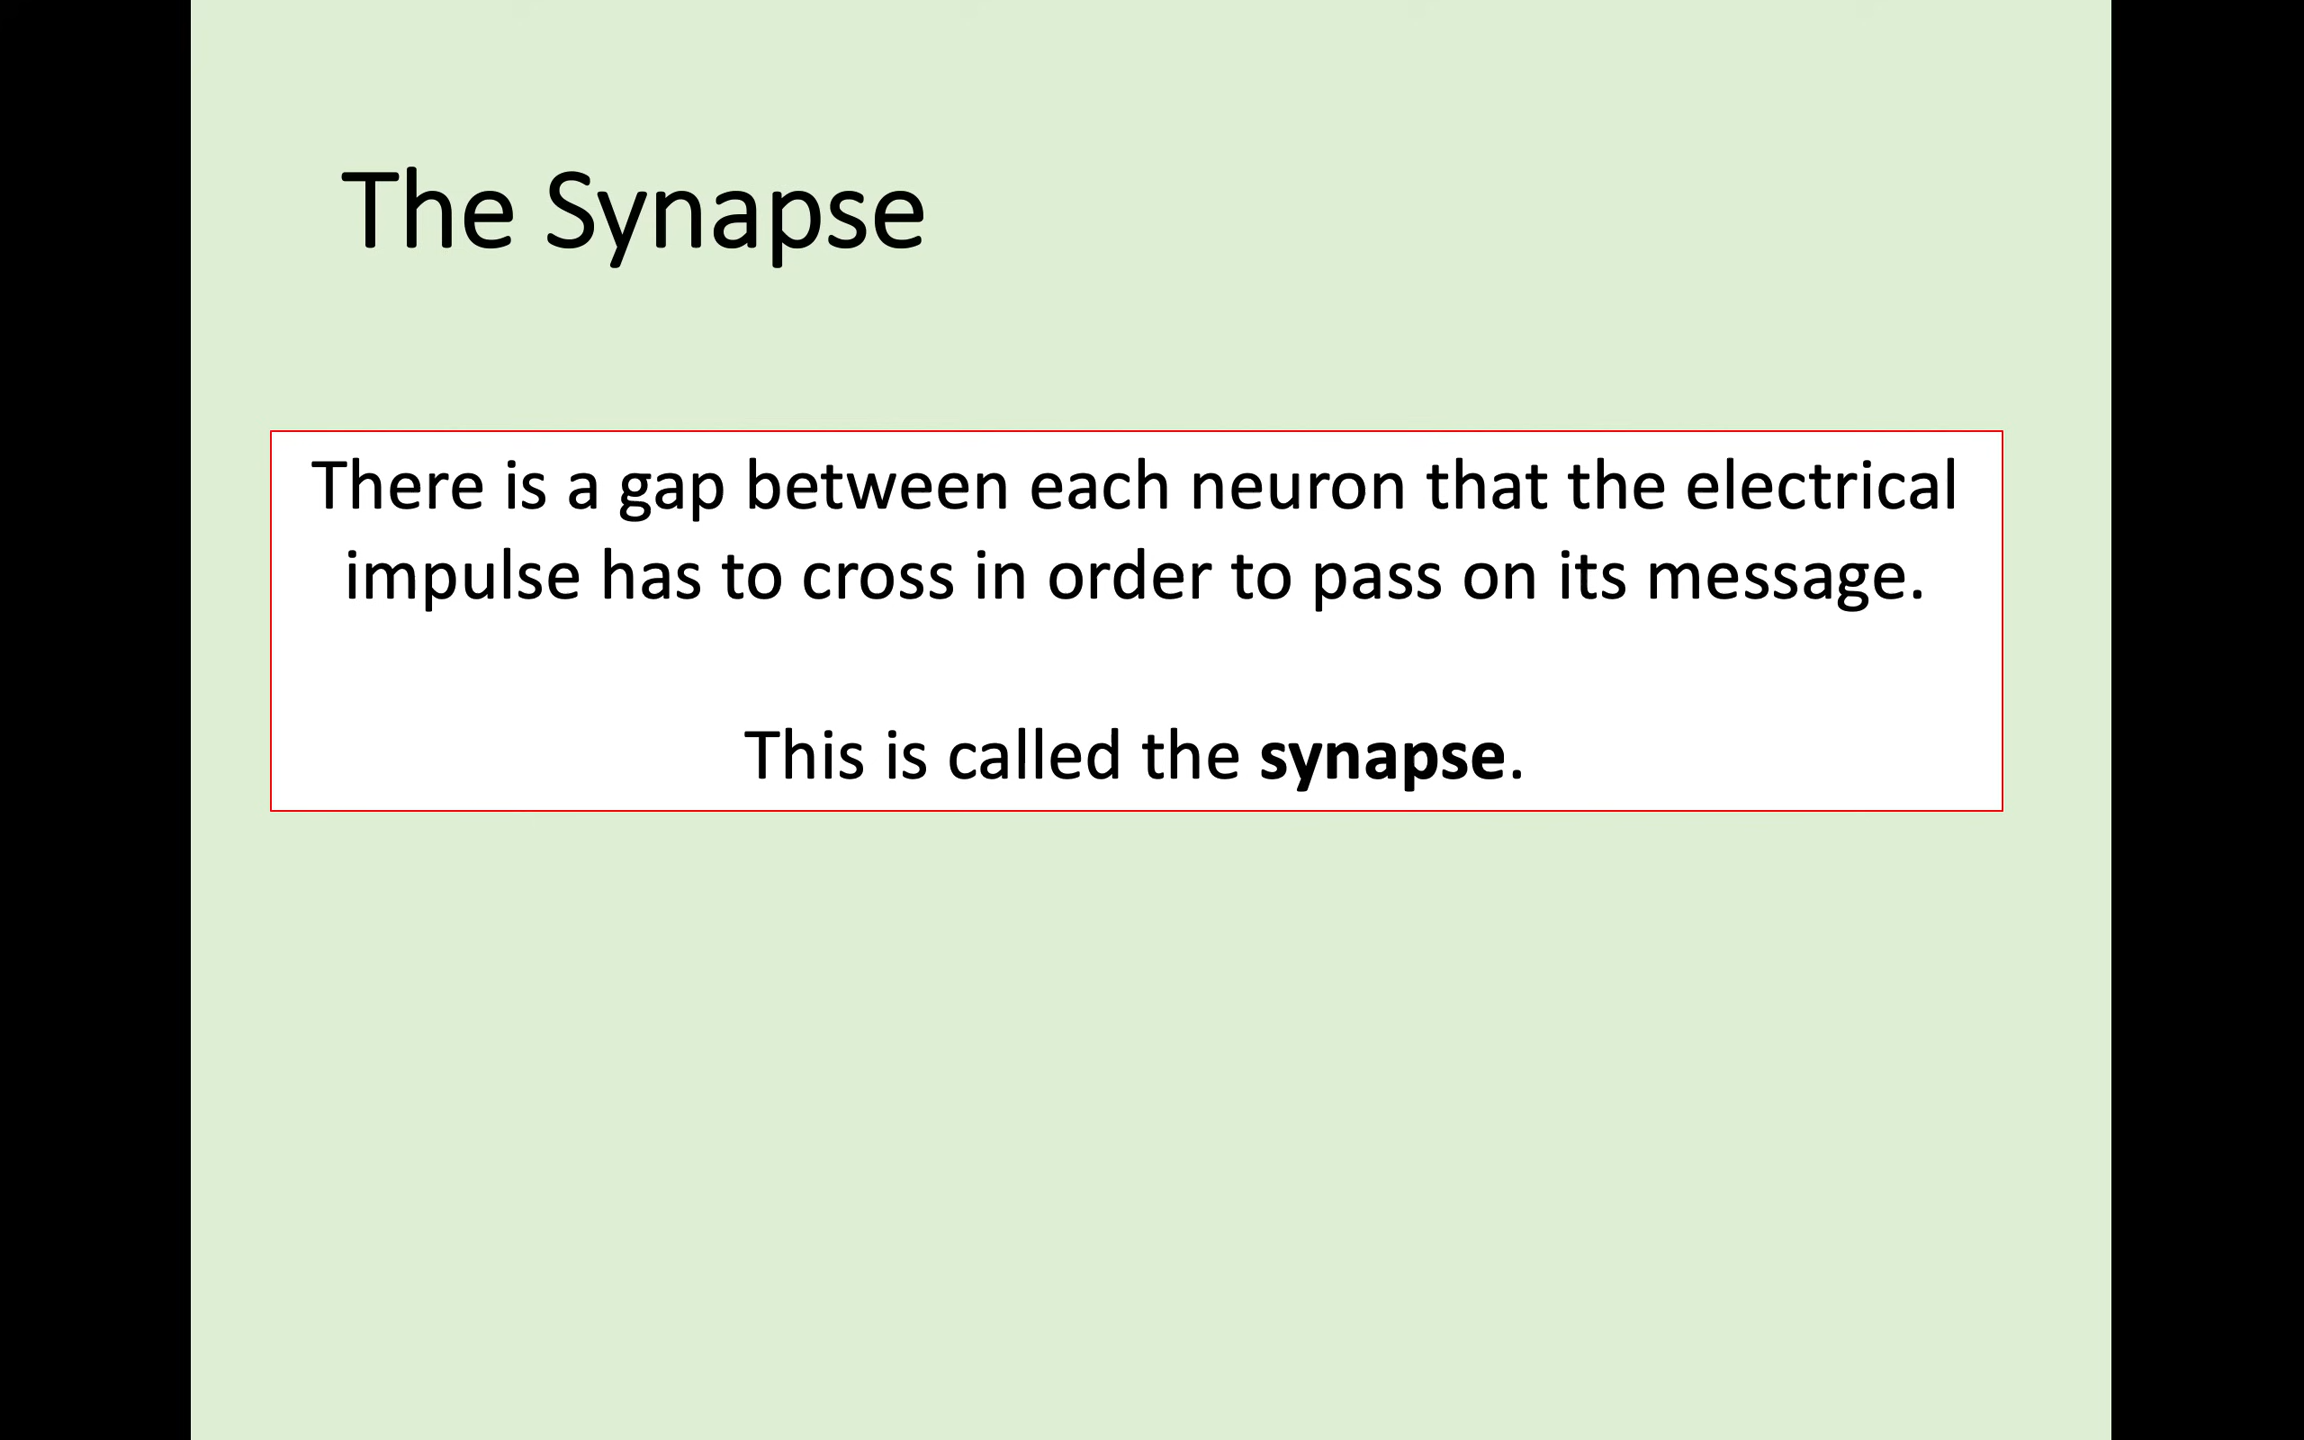 The Synapse
There is a gap between each neuron that the electrical
impulse has to cross in order to pass on its message.
This is called the synapse.